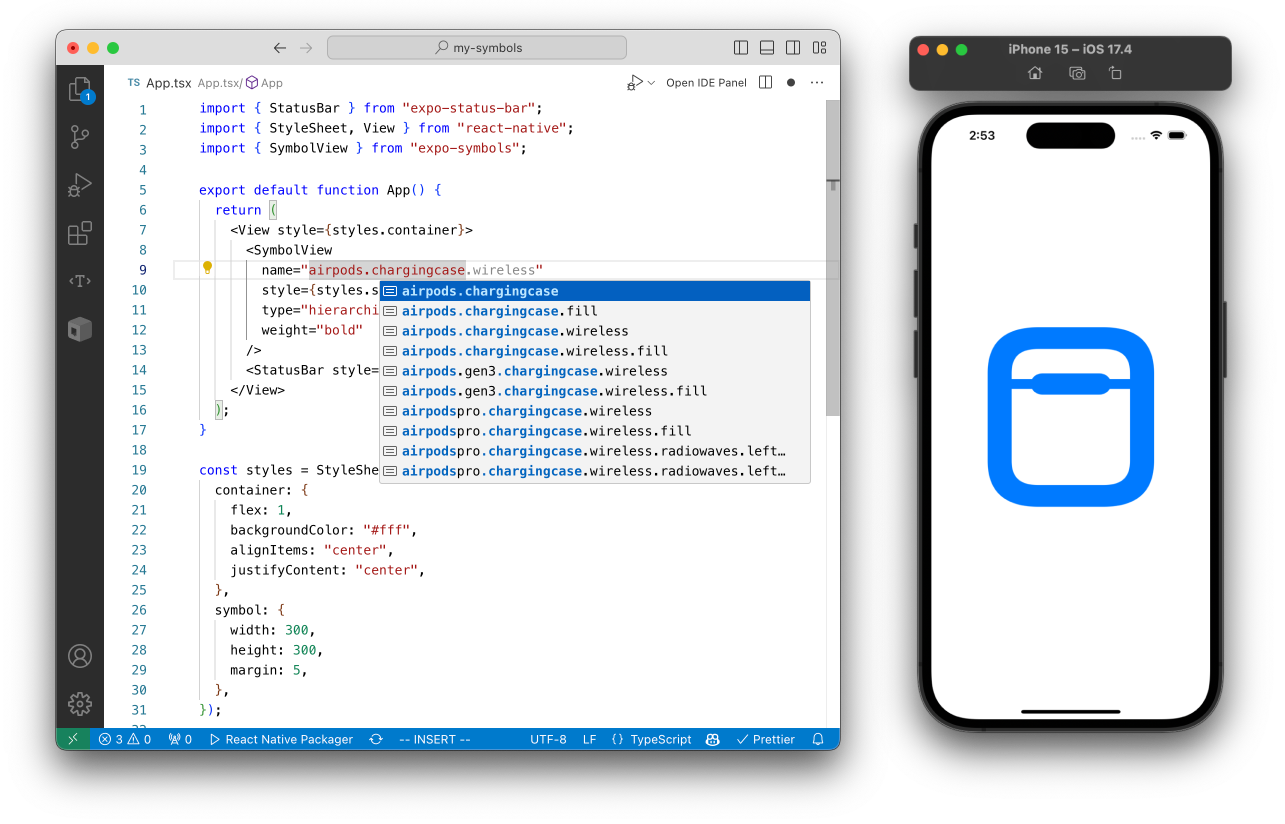 my-symbols
TS App.tsx App.tsx/ App
Open IDE Panel
1
1 import { StatusBar } from "expo-status-bar";
2 import { StyleSheet, View } from "react-native";
3 import { SymbolView } from "expo-symbols";
4
5 export default function App() {
6 return (
7 <View style={styles.container}>
8 <SymbolView
9 name="airpods.chargingcase.wireless"
10 style={styles.s
11 type="hierarchi
12 weight="bold"
13 />
14 <StatusBar style=
15 </View>
16 );
17 }
18
19 const styles = StyleShe
20 container: {
21 flex: 1,
22 backgroundColor: "#fff",
23 alignItems: "center",
24 justifyContent: "center",
25 },
26 symbol: {
27 width: 300,
28 height: 300,
29 margin: 5,
30 },
31 });
airpods.chargingcase
airpods.chargingcase.fill
airpods.chargingcase.wireless
airpods.chargingcase.wireless.fill
airpods.gen3.chargingcase.wireless
airpods.gen3.chargingcase.wireless.fill
airpodspro.chargingcase.wireless
airpodspro.chargingcase.wireless.fill
airpodspro.chargingcase.wireless.radiowaves.left…
airpodspro.chargingcase.wireless.radiowaves.left…
3 0 0 React Native Packager -- INSERT -- UTF-8 LF {} TypeScript Prettier
iPhone 15 – iOS 17.4
2:53